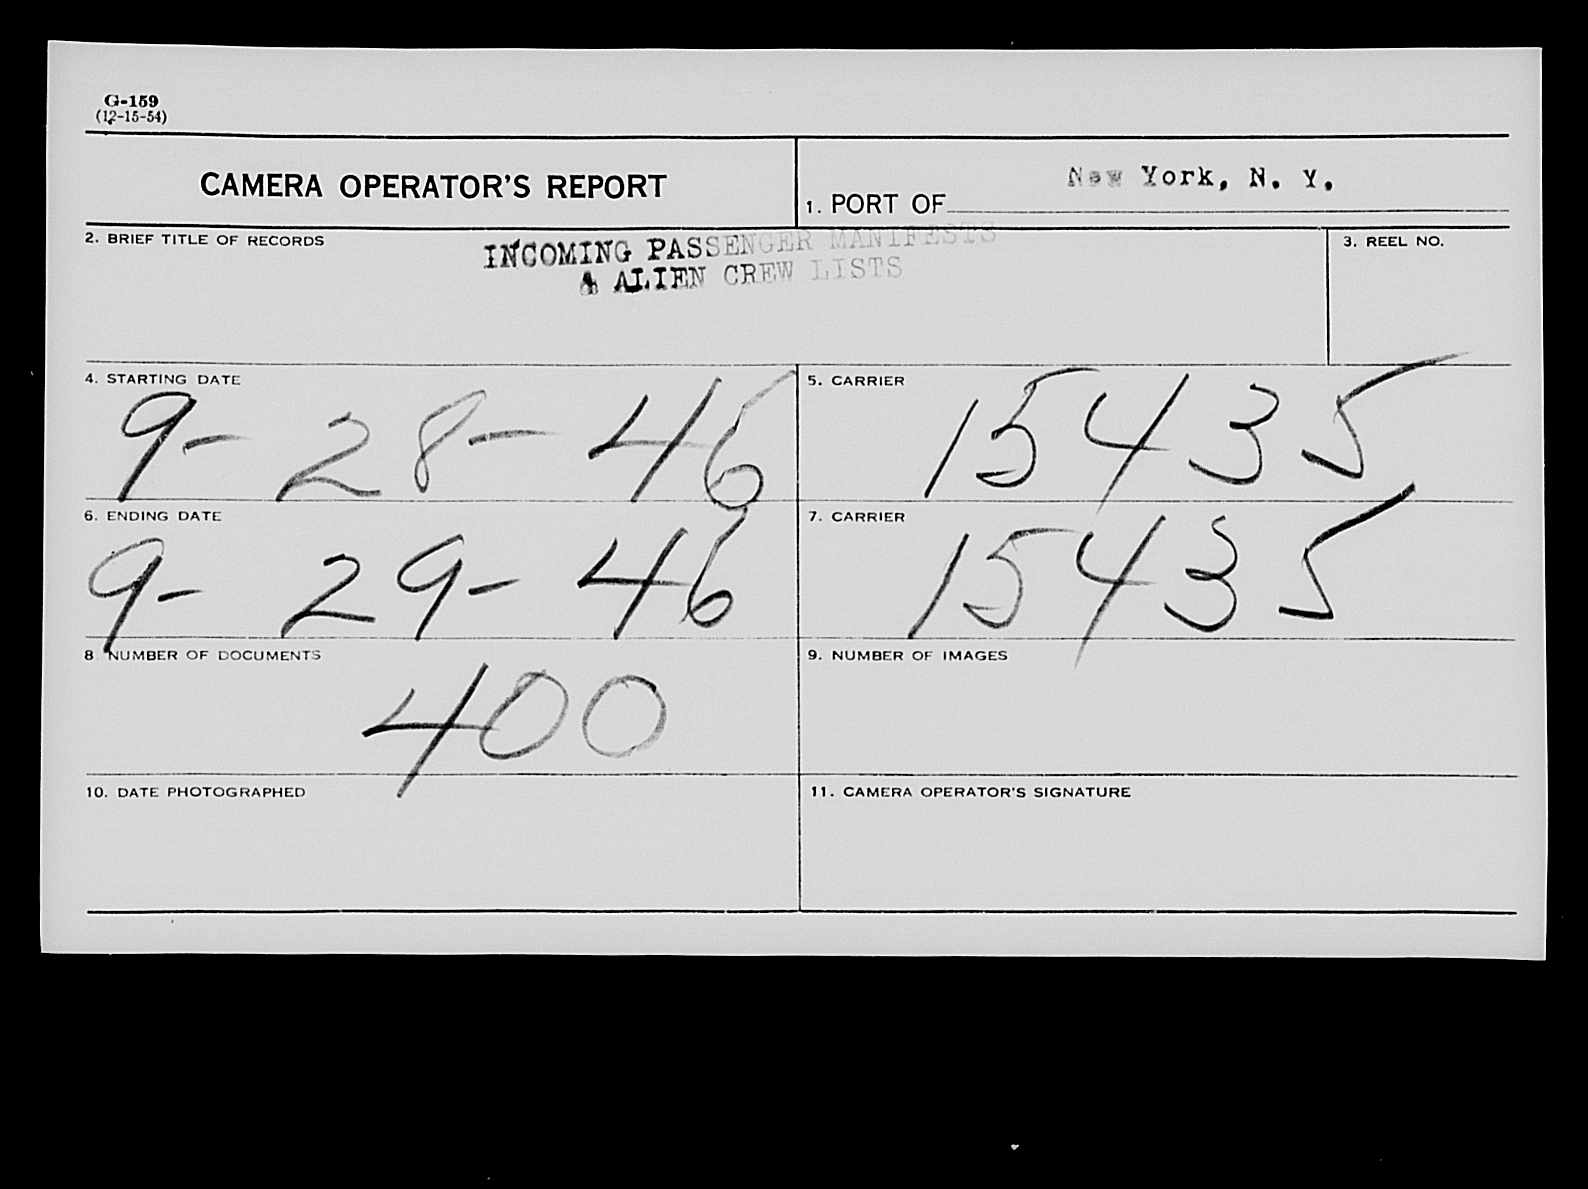 G-159
(12-15-54)
CAMERA OPERATOR'S REPORT
1. PORT OF New York, N. Y.
2. BRIEF TITLE OF RECORDS
INCOMING PASSENGER MANIFESTS
& ALIEN CREW LISTS
3. REEL NO.
4. STARTING DATE
9- 28-46
5. CARRIER
15435
6. ENDING DATE
9- 29-46
7. CARRIER
15435
8 NUMBER OF DOCUMENTS
400
9. NUMBER OF IMAGES
10. DATE PHOTOGRAPHED
11. CAMERA OPERATOR'S SIGNATURE